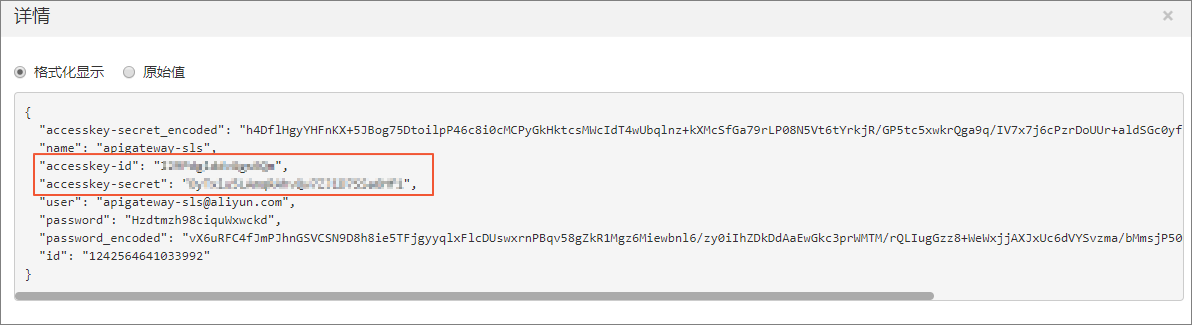 详情
×
格式化显示 原始值
{
"accesskey-secret_encoded": "h4DflHgyYHFnKX+5JBog75DtoilpP46c8i0cMCPyGkHktcsMWcIdT4wUbqlnz+kXMcSfGa79rLP08N5Vt6tYrkjR/GP5tc5xwkrQga9q/IV7x7j6cPzrDoUUr+aldSGc0yf
"name": "apigateway-sls",
"accesskey-id": "
"accesskey-secret": "
"user": "apigateway-sls@aliyun.com",
"password": "Hzdtmzh98ciquWxwckd",
"password_encoded": "vX6uRFC4fJmPJhnGSVCSN9D8h8ie5TFjgyyqlxFlcDUswxrnPBqv58gZkR1Mgz6Miewbnl6/zy0iIhZDkDdAaEwGkc3prWMTM/rQLIugGzz8+WeWxjjAXJxUc6dVYSvzma/bMmsjP50
"id": "1242564641033992"
}